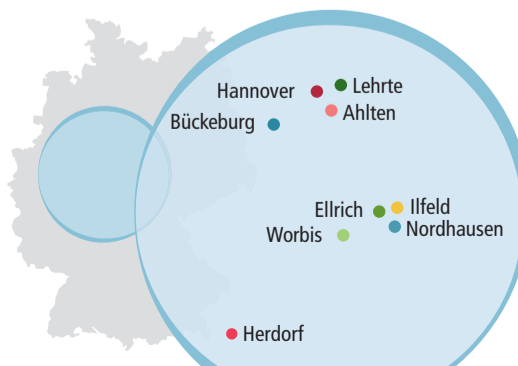 Lehrte
Hannover
Ahlten
Bückeburg
Ellrich
Ilfeld
Nordhausen
Worbis
Herdorf